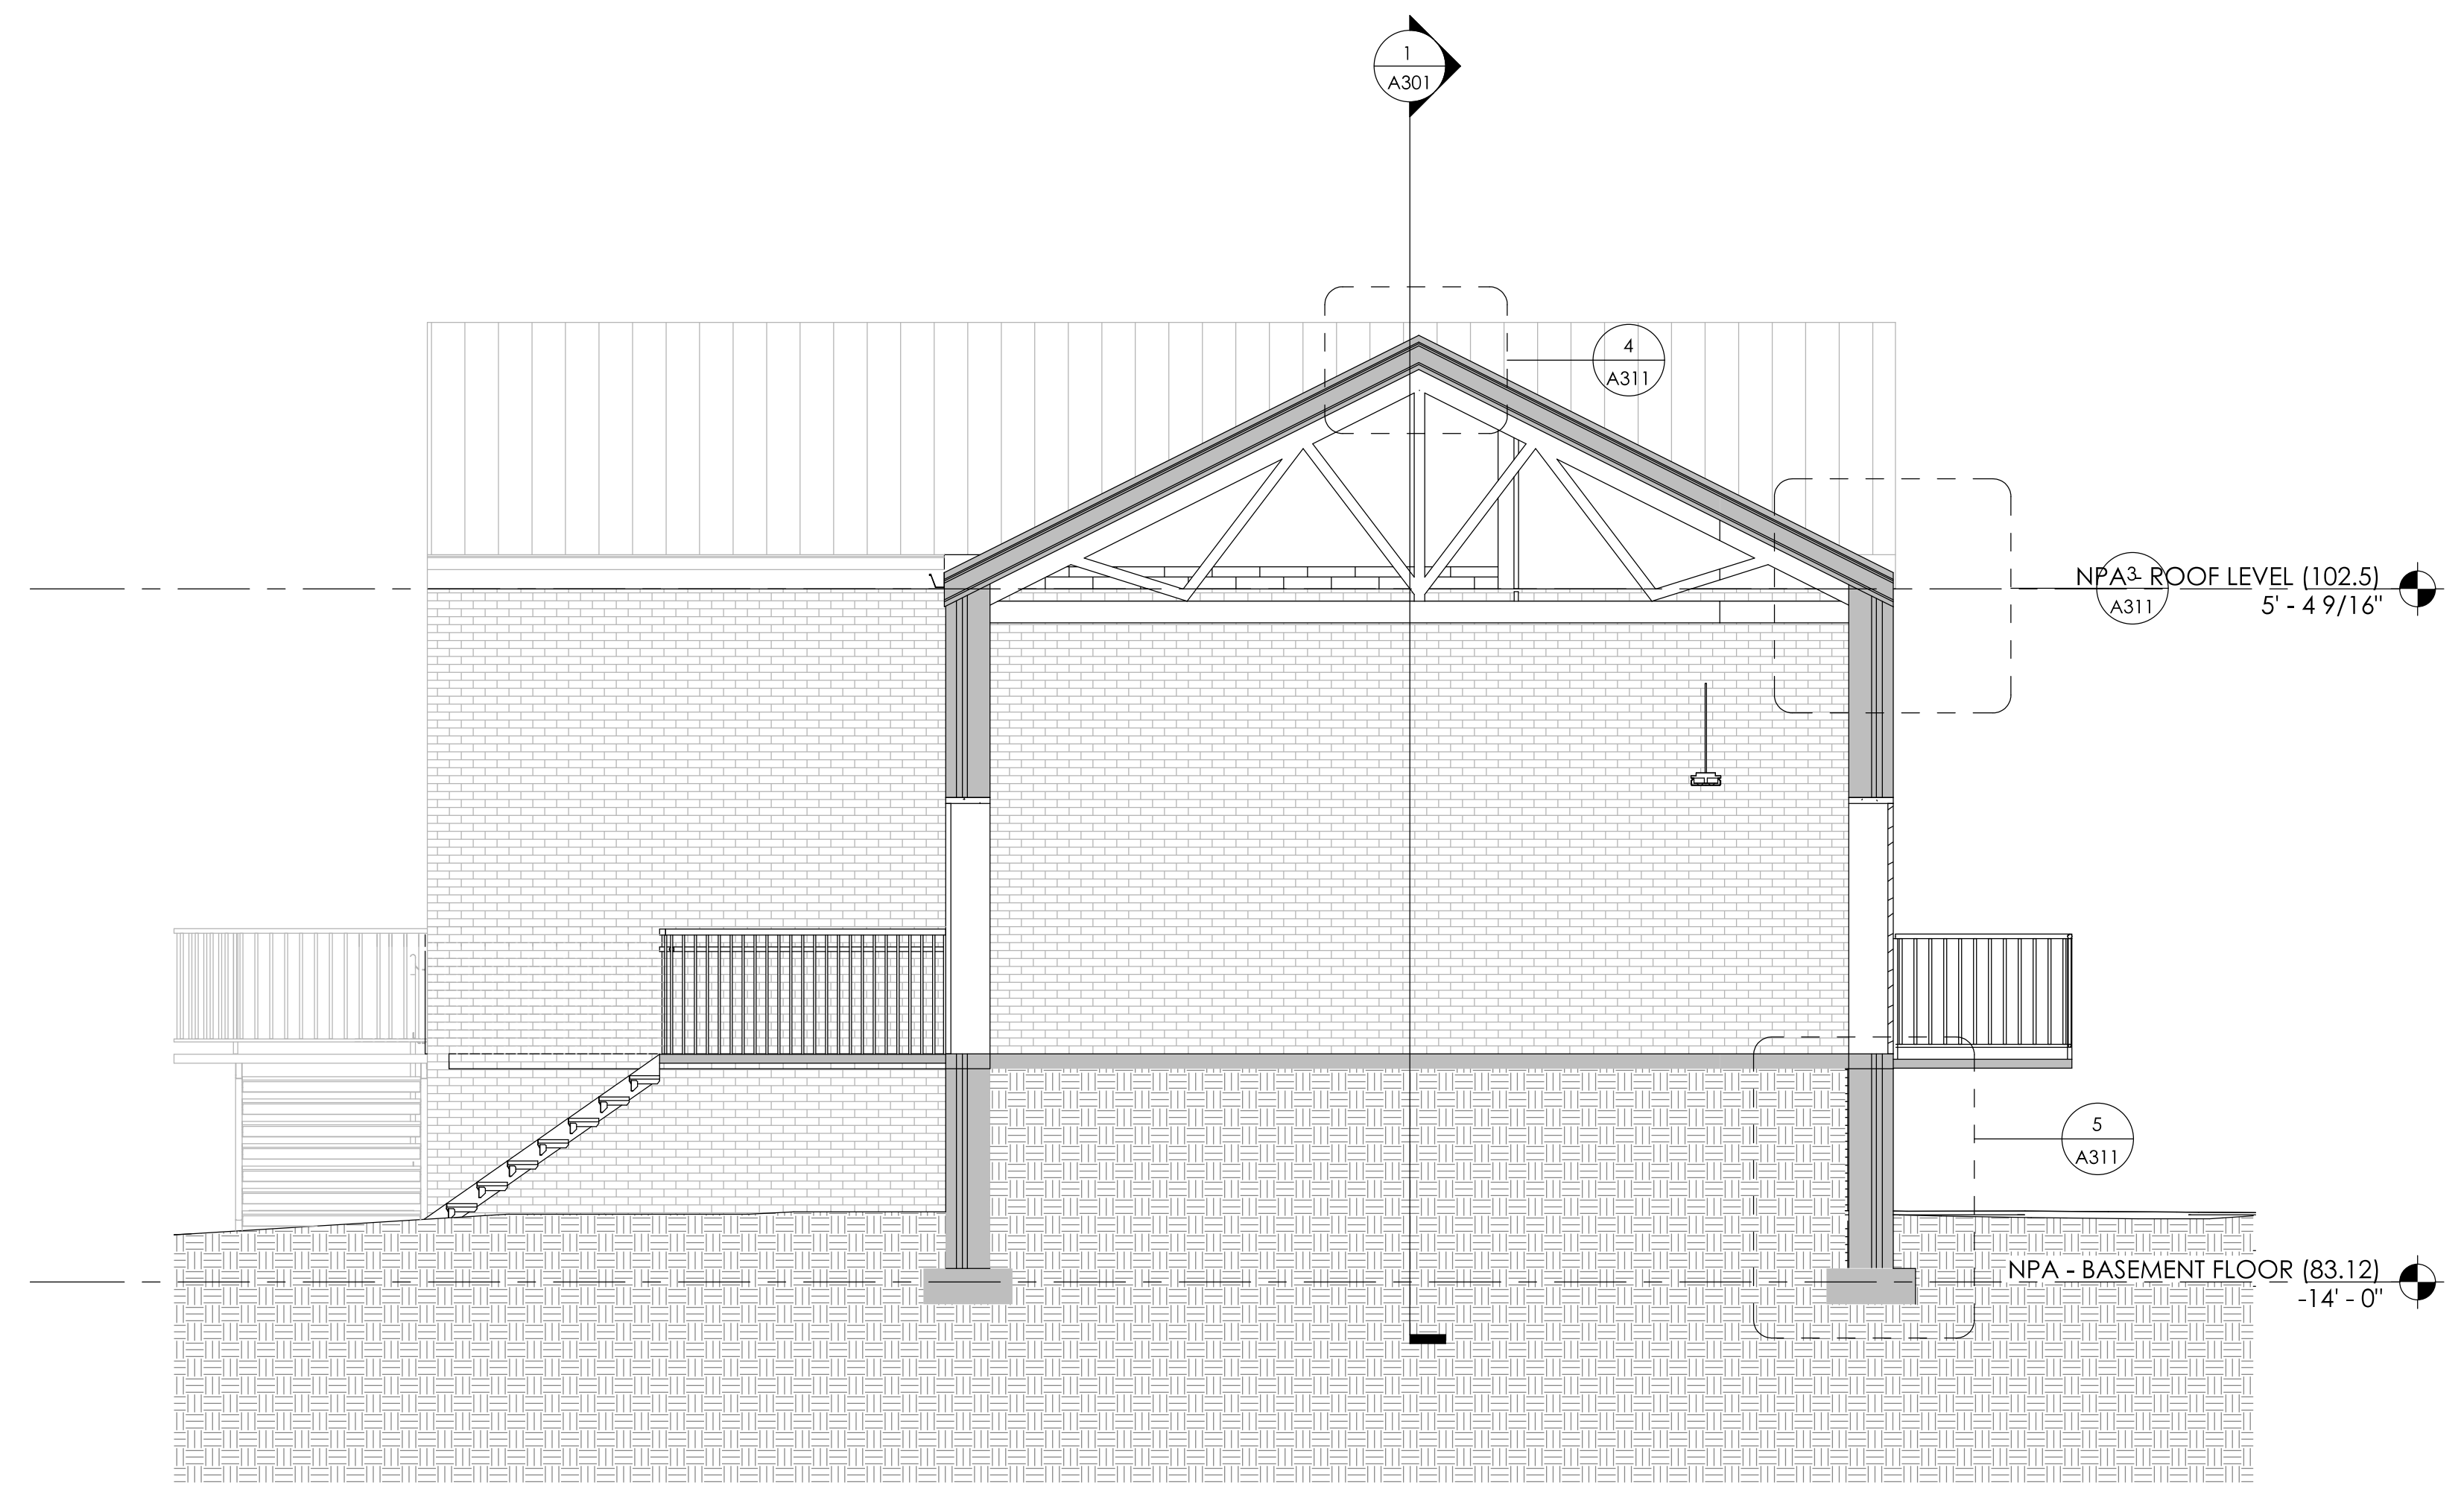 1
A301
4
A311
NPA - ROOF LEVEL (102.5)
5' - 4 9/16"
3
A311
5
A311
NPA - BASEMENT FLOOR (83.12)
-14' - 0"